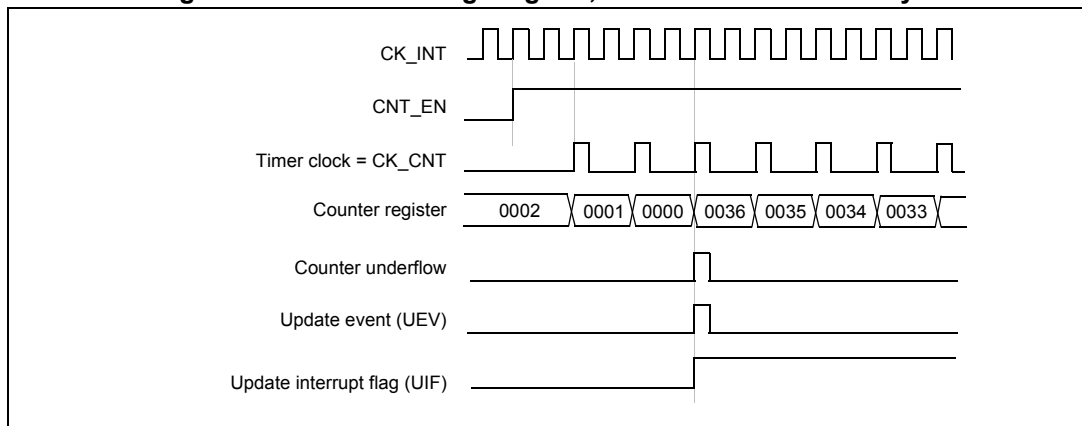 CK_INT
CNT_EN
Timer clock = CK_CNT
Counter register 0002 0001 0000 0036 0035 0034 0033
Counter underflow
Update event (UEV)
Update interrupt flag (UIF)